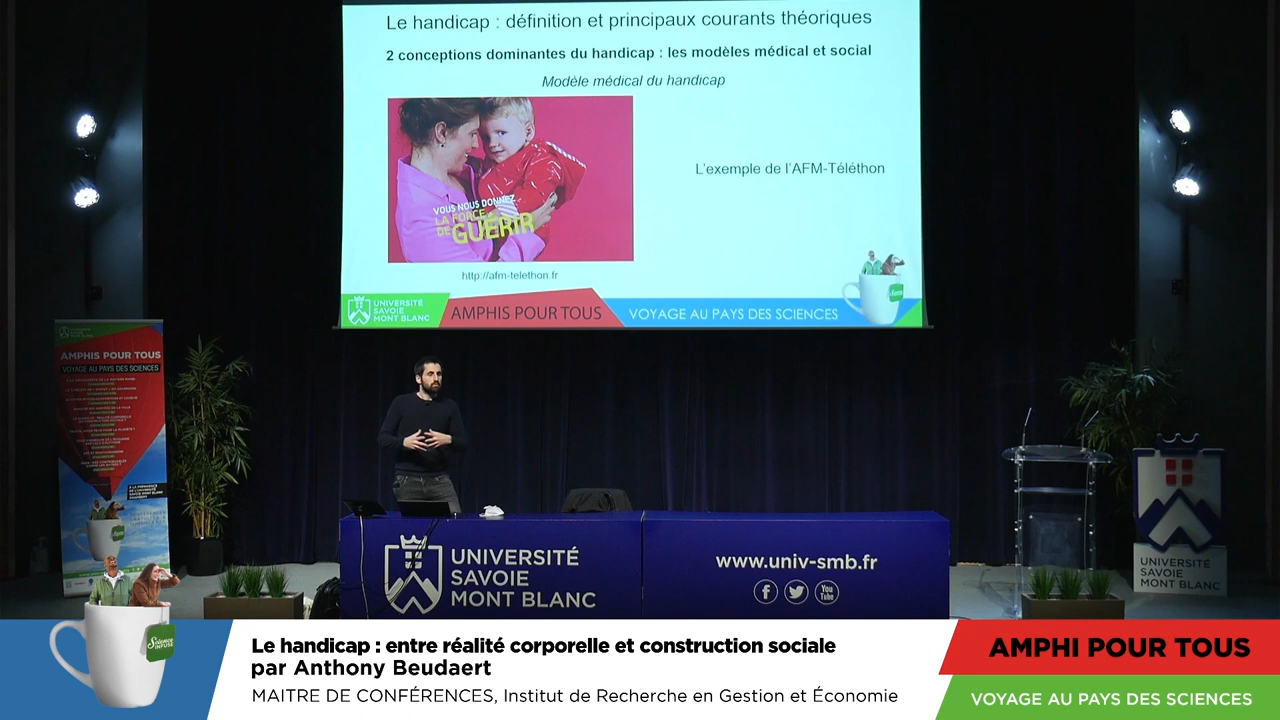 Le handicap : définition et principaux courants théoriques
2 conceptions dominantes du handicap : les modèles médical et social
Modèle médical du handicap
VOUS NOUS DONNEZ
LA FORCE
DE GUÉRIR
L'exemple de l'AFM-Téléthon
http://afm-telethon.fr
UNIVERSITÉ
SAVOIE
MONT BLANC
AMPHIS POUR TOUS
VOYAGE AU PAYS DES SCIENCES
AMPHIS POUR TOUS
VOYAGE AU PAYS DES SCIENCES
UNIVERSITÉ
SAVOIE
MONT BLANC
www.univ-smb.fr
You
Tube
UNIVERSITÉ
SAVOIE
MONT BLANC
Science
INFUSE
Le handicap : entre réalité corporelle et construction sociale
par Anthony Beudaert
MAITRE DE CONFÉRENCES, Institut de Recherche en Gestion et Économie
AMPHI POUR TOUS
VOYAGE AU PAYS DES SCIENCES